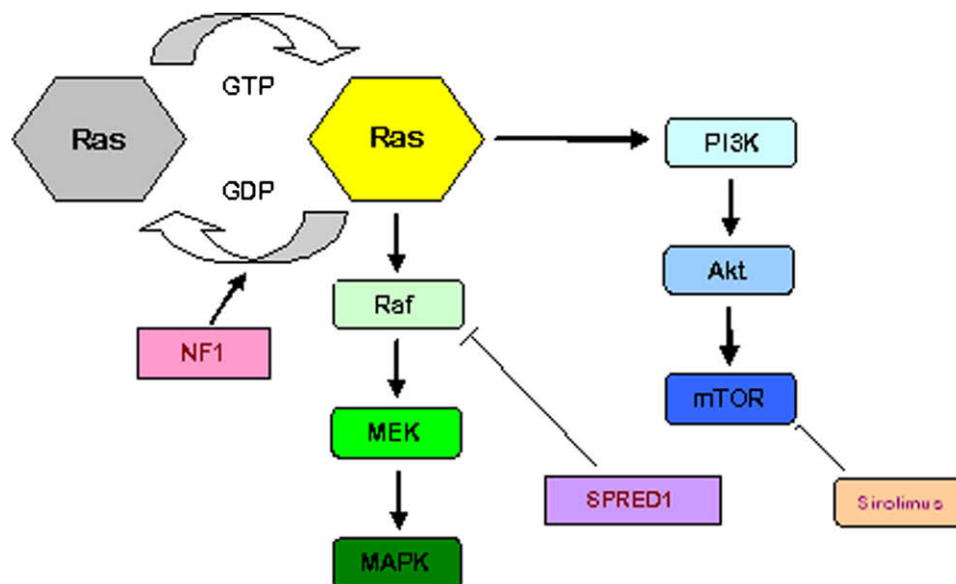 GTP
Ras
Ras
PI3K
GDP
Akt
Raf
NF1
mTOR
MEK
SPRED1
Sirolimus
MAPK